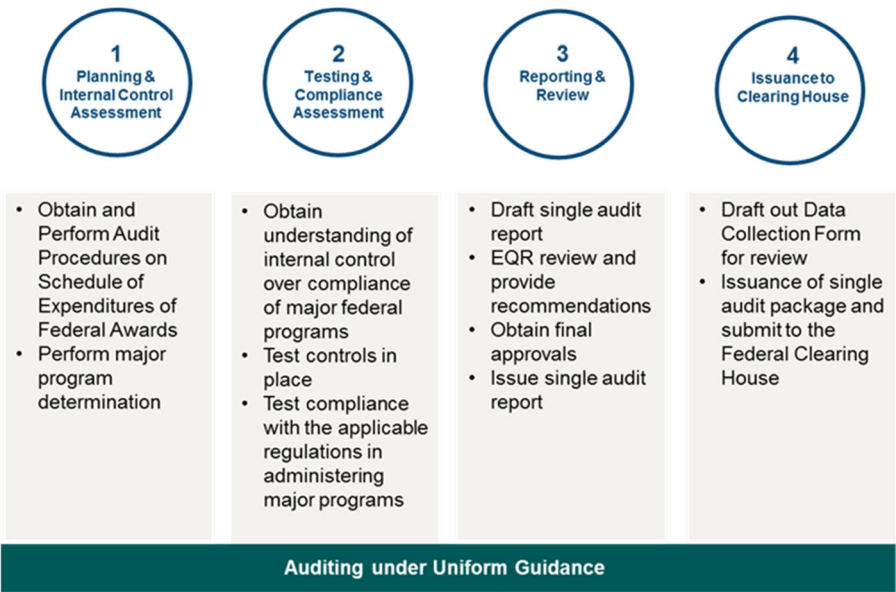 1
Planning &
Internal Control
Assessment
2
Testing &
Compliance
Assessment
3
Reporting &
Review
4
Issuance to
Clearing House
• Obtain and
Perform Audit
Procedures on
Schedule of
Expenditures of
Federal Awards
• Perform major
program
determination
• Obtain
understanding of
internal control
over compliance
of major federal
programs
• Test controls in
place
• Test compliance
with the applicable
regulations in
administering
major programs
• Draft single audit
report
• EQR review and
provide
recommendations
• Obtain final
approvals
• Issue single audit
report
• Draft out Data
Collection Form
for review
• Issuance of single
audit package and
submit to the
Federal Clearing
House
Auditing under Uniform Guidance